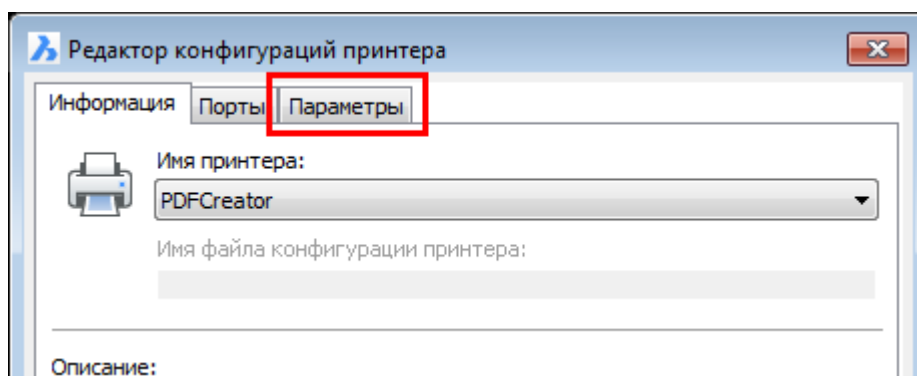 Редактор конфигураций принтера
Информация Порты Параметры
Имя принтера:
PDFCreator
Имя файла конфигурации принтера:
Описание: